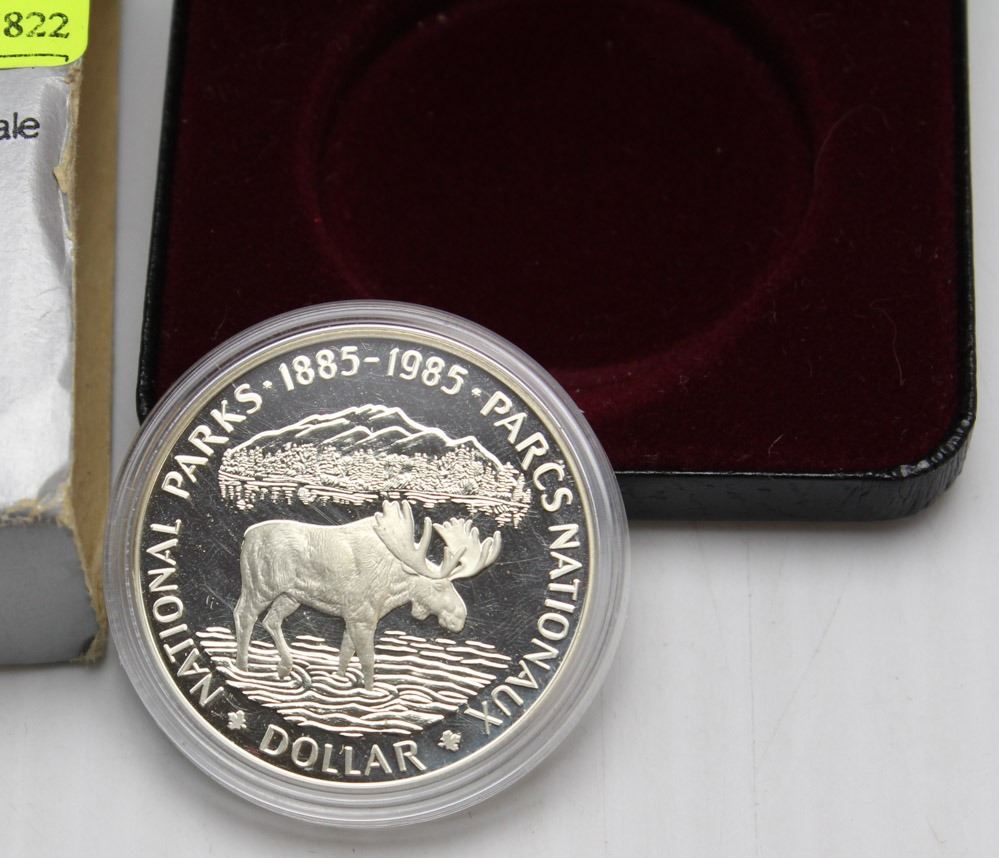 822
ale
NATIONAL PARKS · 1885-1985 · PARCS NATIONAUX
DOLLAR